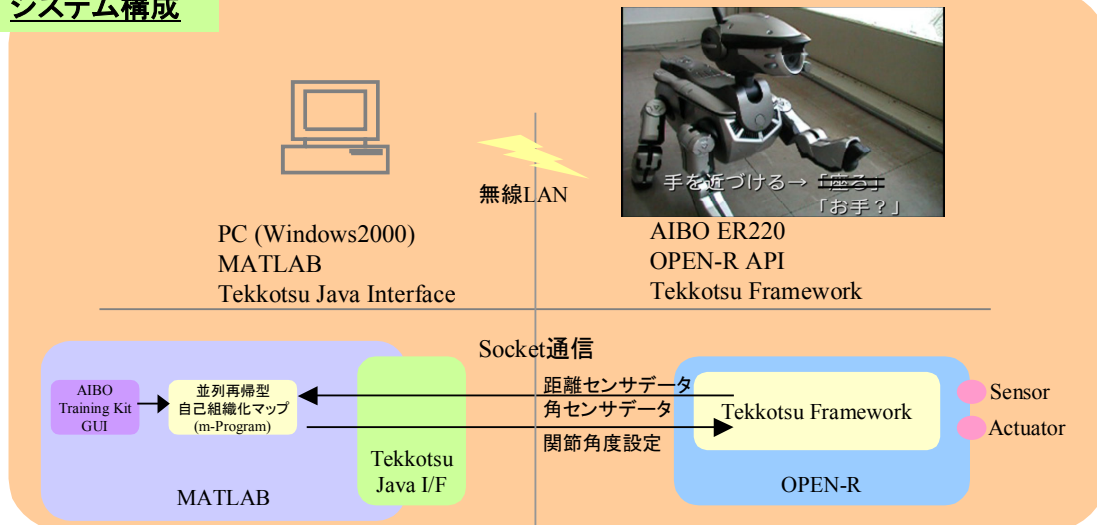 システム構成
手を近づける→「座る」
「お手？」
無線LAN
PC (Windows2000)
MATLAB
Tekkotsu Java Interface
AIBO ER220
OPEN-R API
Tekkotsu Framework
Socket通信
AIBO
Training Kit
GUI
並列再帰型
自己組織化マップ
(m-Program)
距離センサデータ
角センサデータ
関節角度設定
Tekkotsu Framework
Sensor
Actuator
Tekkotsu
Java I/F
MATLAB
OPEN-R